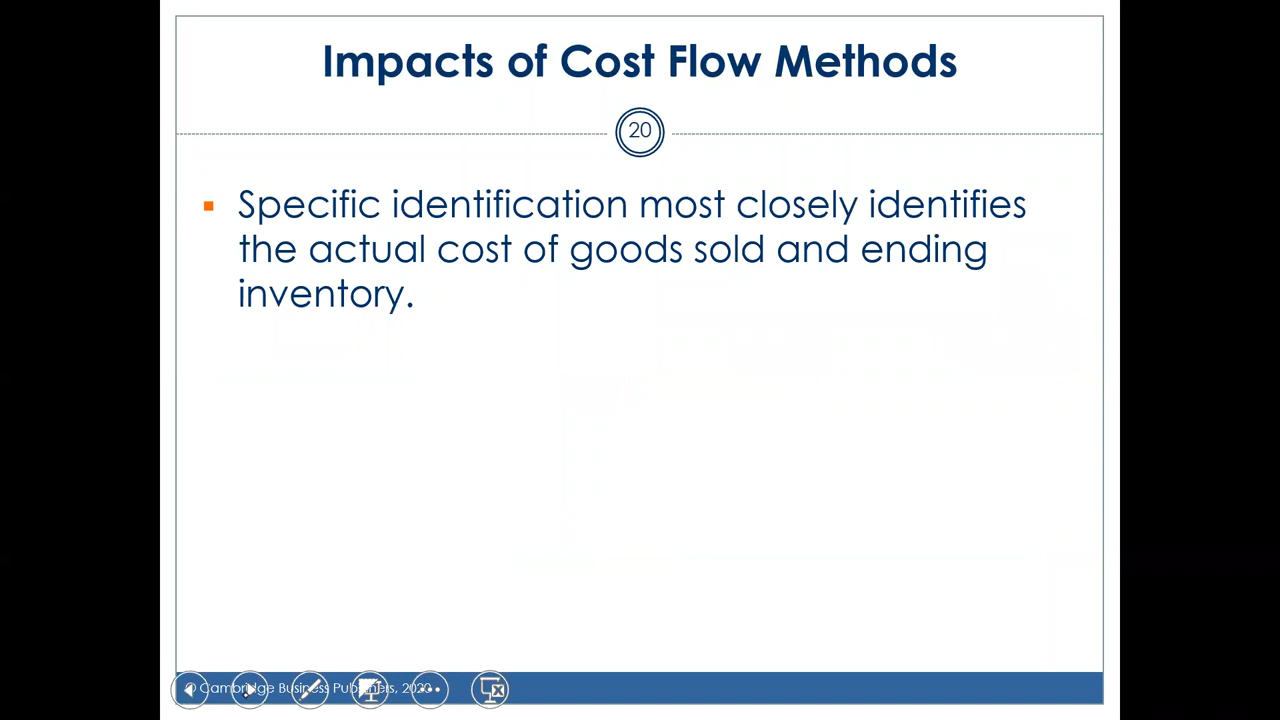 Impacts of Cost Flow Methods
20
Specific identification most closely identifies
the actual cost of goods sold and ending
inventory.
© Cambridge Business Publishers, 2020